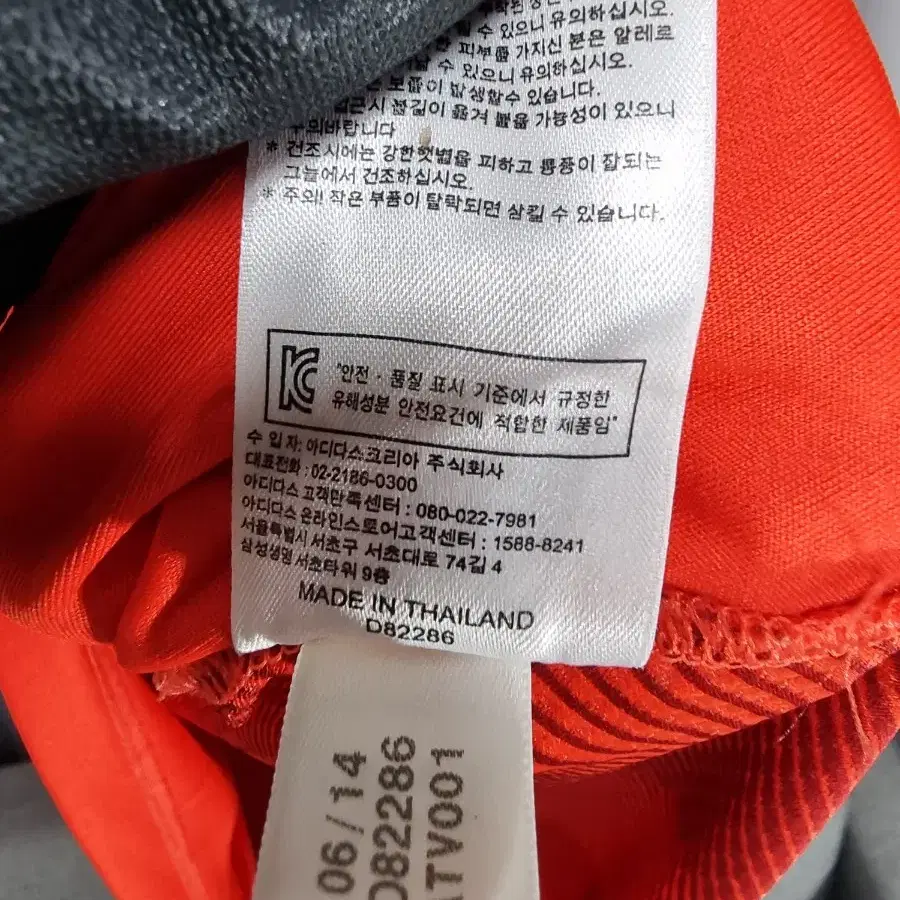 수 있으니 유의하십시오.
피부를 가지신 분은 알레르
수 있으니 유의하십시오.
보풀이 발생할수 있습니다.
접근시 불길이 옮겨 붙을 가능성이 있으니
주의바랍니다
* 건조시에는 강한햇볕을 피하고 통풍이 잘되는
그늘에서 건조하십시오.
* 주의! 작은 부품이 탈락되면 삼킬 수 있습니다.
KC
"안전·품질 표시 기준에서 규정한
유해성분 안전요건에 적합한 제품임"
수 입 자: 아디다스코리아 주식회사
대표전화 : 02-2186-0300
아디다스 고객만족센터 : 080-022-7981
아디다스 온라인스토어고객센터 : 1588-8241
서울특별시 서초구 서초대로 74길 4
삼성생명 서초타워 9층
MADE IN THAILAND
D82286
06/14
D82286
TV001